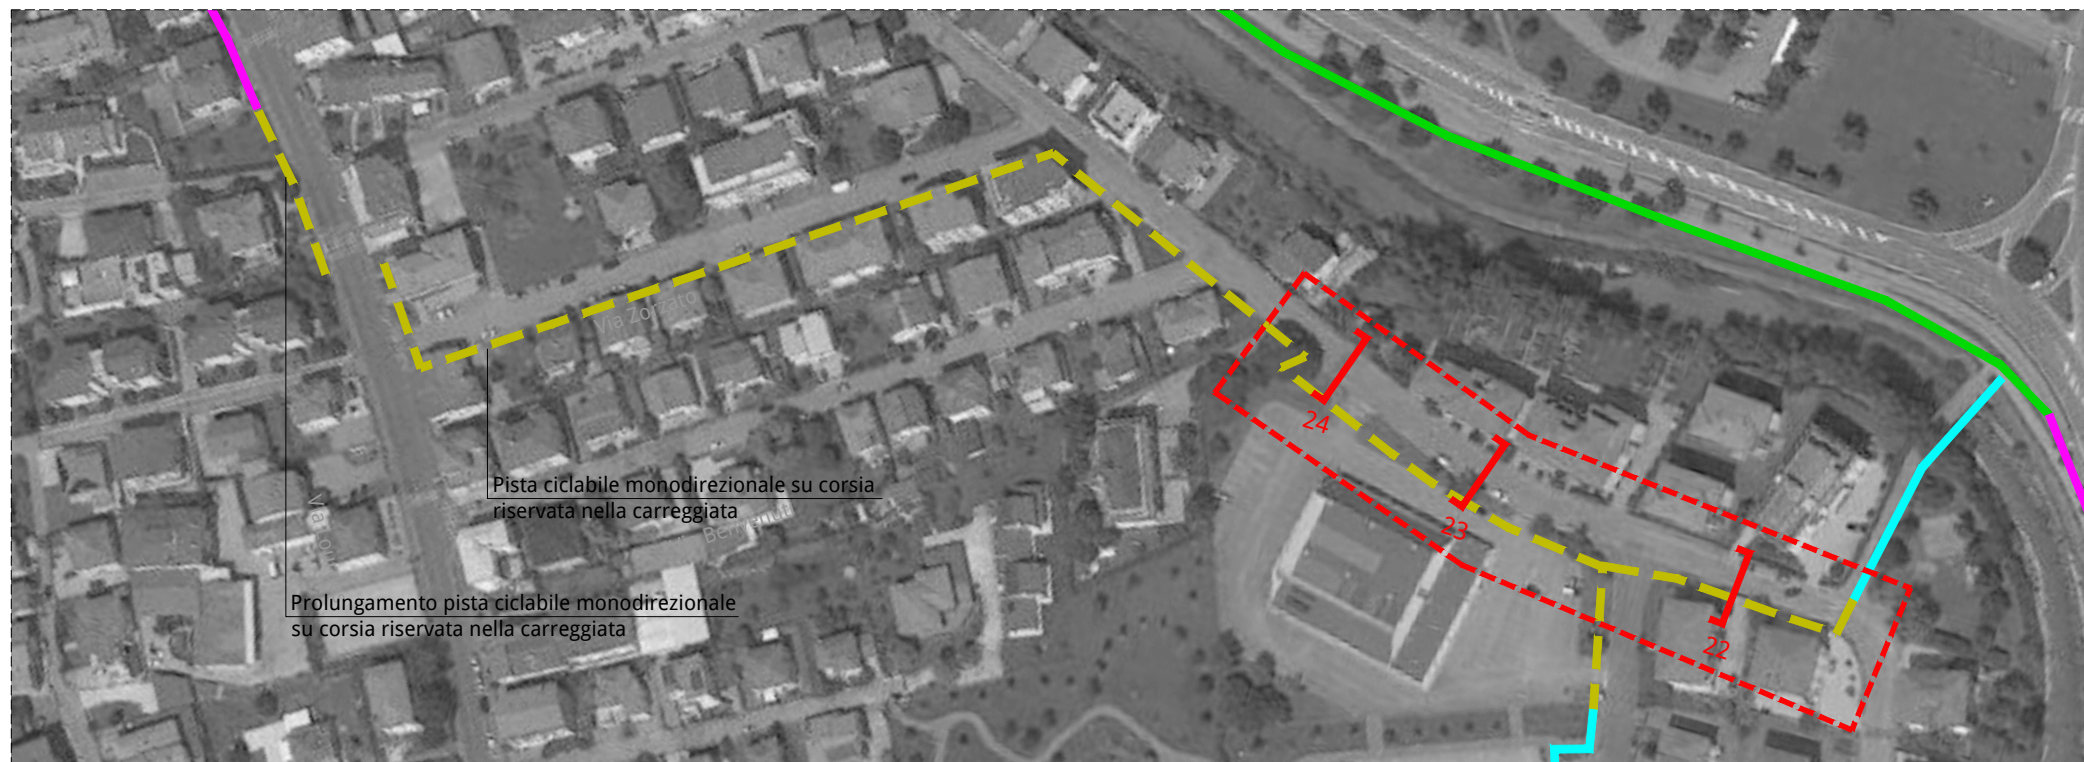 Via Zorzato
24
Pista ciclabile monodirezionale su corsia
riservata nella carreggiata
23
Benvenuti
Prolungamento pista ciclabile monodirezionale
su corsia riservata nella carreggiata
22